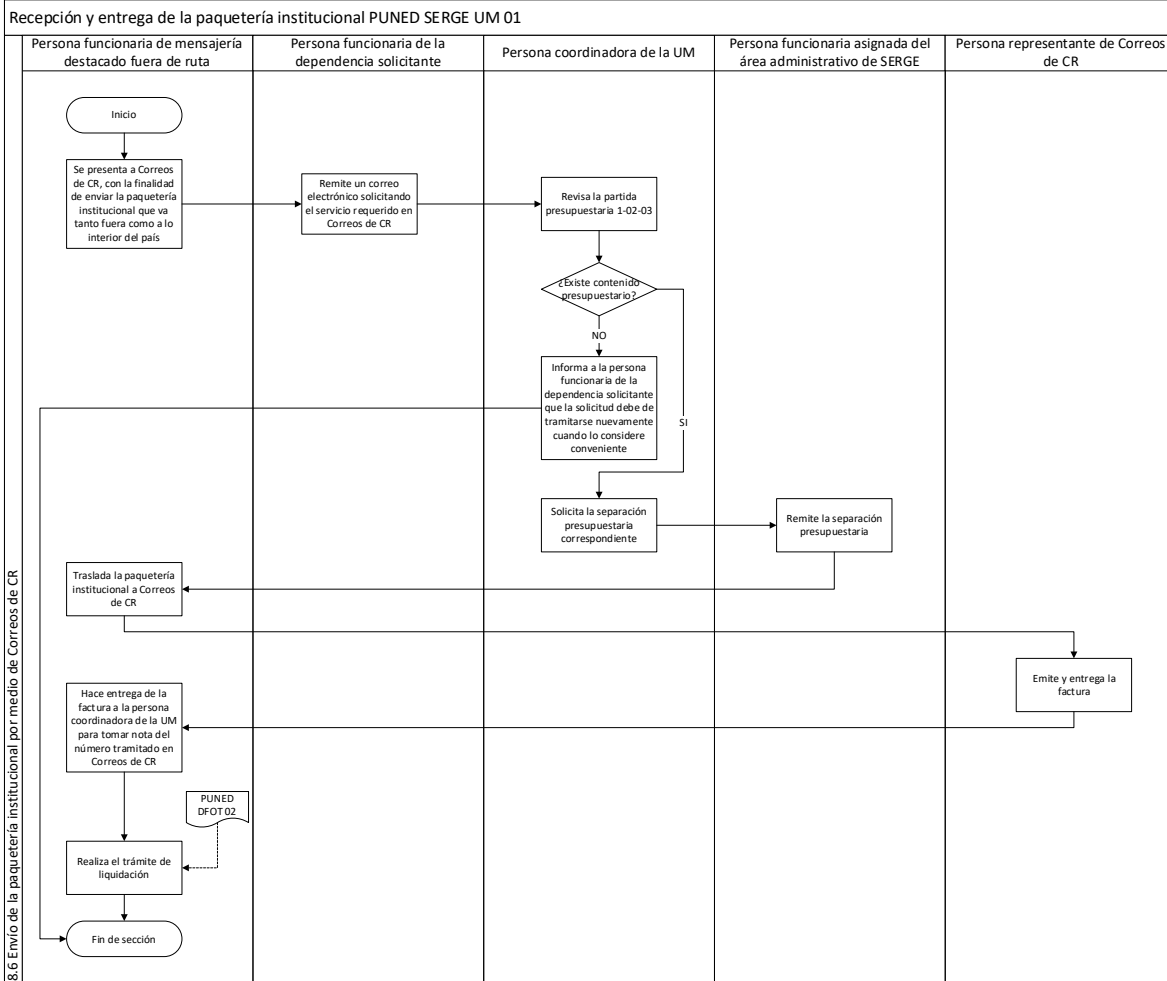 Recepción y entrega de la paquetería institucional PUNED SERGE UM 01
Persona funcionaria de mensajería
destacado fuera de ruta
Persona funcionaria de la
dependencia solicitante
Persona coordinadora de la UM
Persona funcionaria asignada del
área administrativo de SERGE
Persona representante de Correos
de CR
8.6 Envío de la paquetería institucional por medio de Correos de CR
Inicio
Se presenta a Correos
de CR, con la finalidad
de enviar la paquetería
institucional que va
tanto fuera como a lo
interior del país
Remite un correo
electrónico solicitando
el servicio requerido en
Correos de CR
Revisa la partida
presupuestaria 1-02-03
¿Existe contenido
presupuestario?
NO
SI
Informa a la persona
funcionaria de la
dependencia solicitante
que la solicitud debe de
tramitarse nuevamente
cuando lo considere
conveniente
Solicita la separación
presupuestaria
correspondiente
Remite la separación
presupuestaria
Traslada la paquetería
institucional a Correos
de CR
Emite y entrega la
factura
Hace entrega de la
factura a la persona
coordinadora de la UM
para tomar nota del
número tramitado en
Correos de CR
PUNED
DFOT 02
Realiza el trámite de
liquidación
Fin de sección